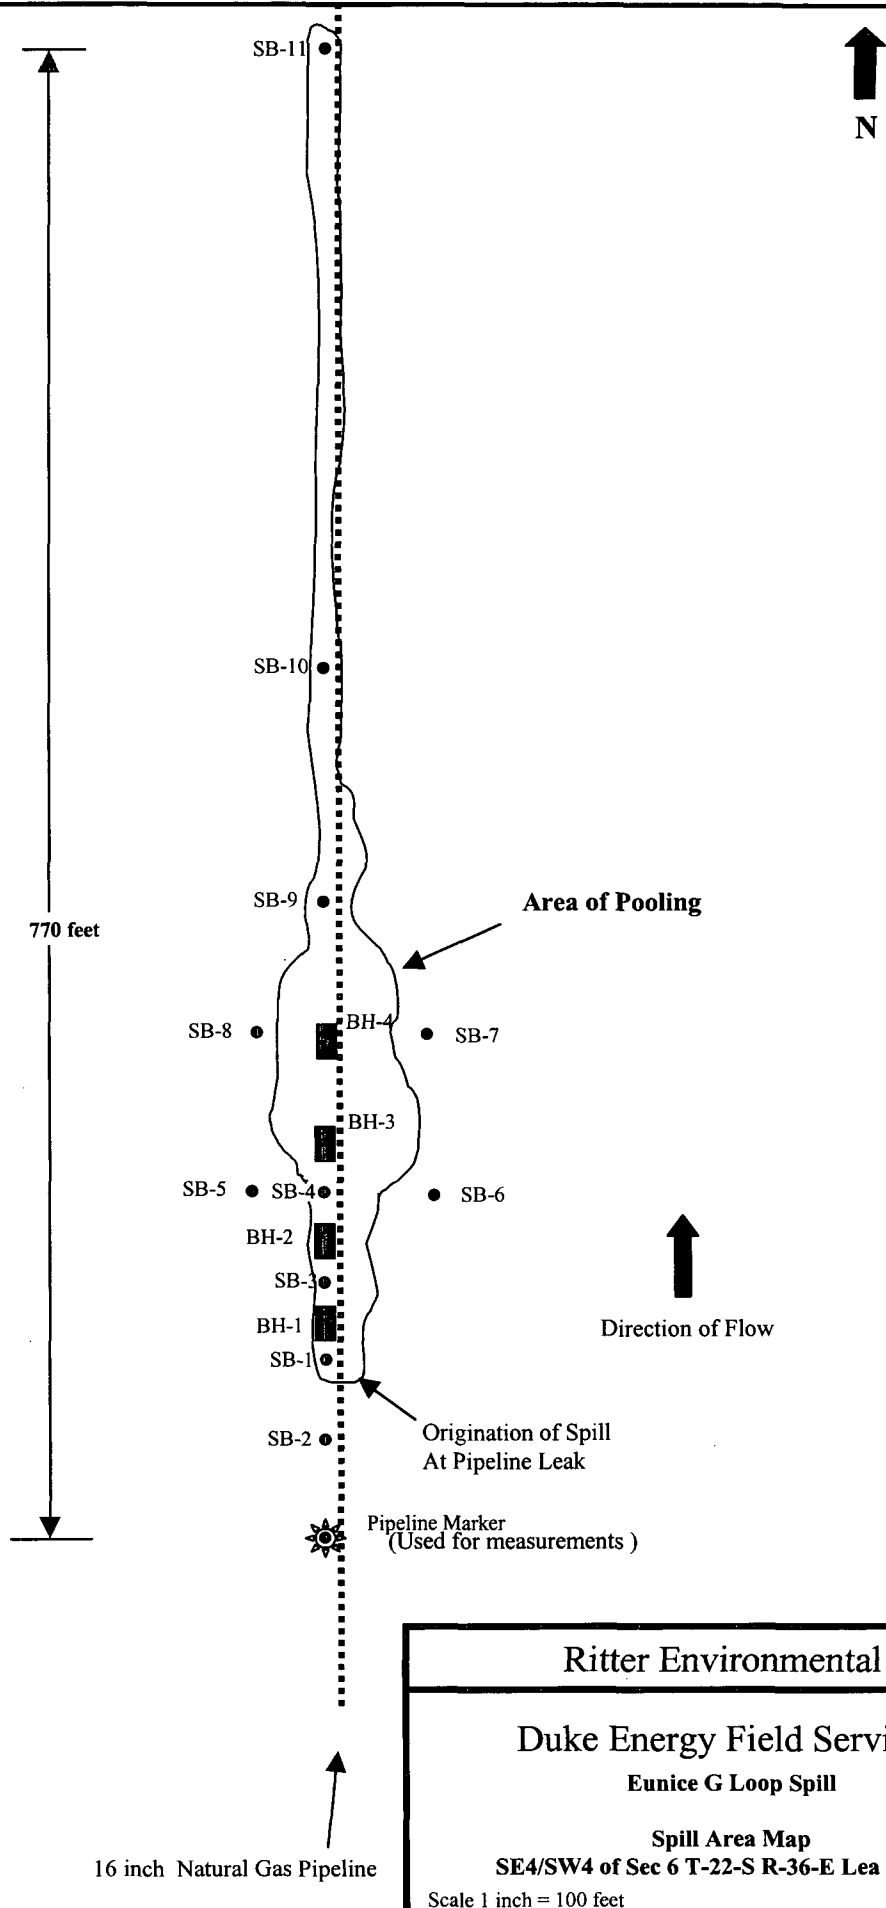 SB-11
N
SB-10
SB-9
Area of Pooling
770 feet
SB-8
BH-4
SB-7
BH-3
SB-5
SB-4
SB-6
BH-2
SB-3
BH-1
Direction of Flow
SB-1
Origination of Spill
At Pipeline Leak
SB-2
Pipeline Marker
(Used for measurements )
Ritter Environmental
Duke Energy Field Servi
Eunice G Loop Spill
Spill Area Map
SE4/SW4 of Sec 6 T-22-S R-36-E Lea
16 inch Natural Gas Pipeline
Scale 1 inch = 100 feet